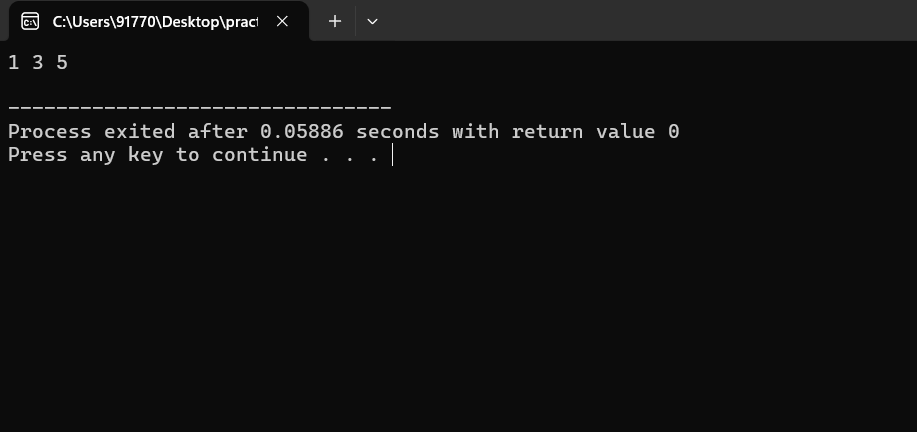 C:\Users\91770\Desktop\pract
1 3 5
--------------------------------
Process exited after 0.05886 seconds with return value 0
Press any key to continue . . .